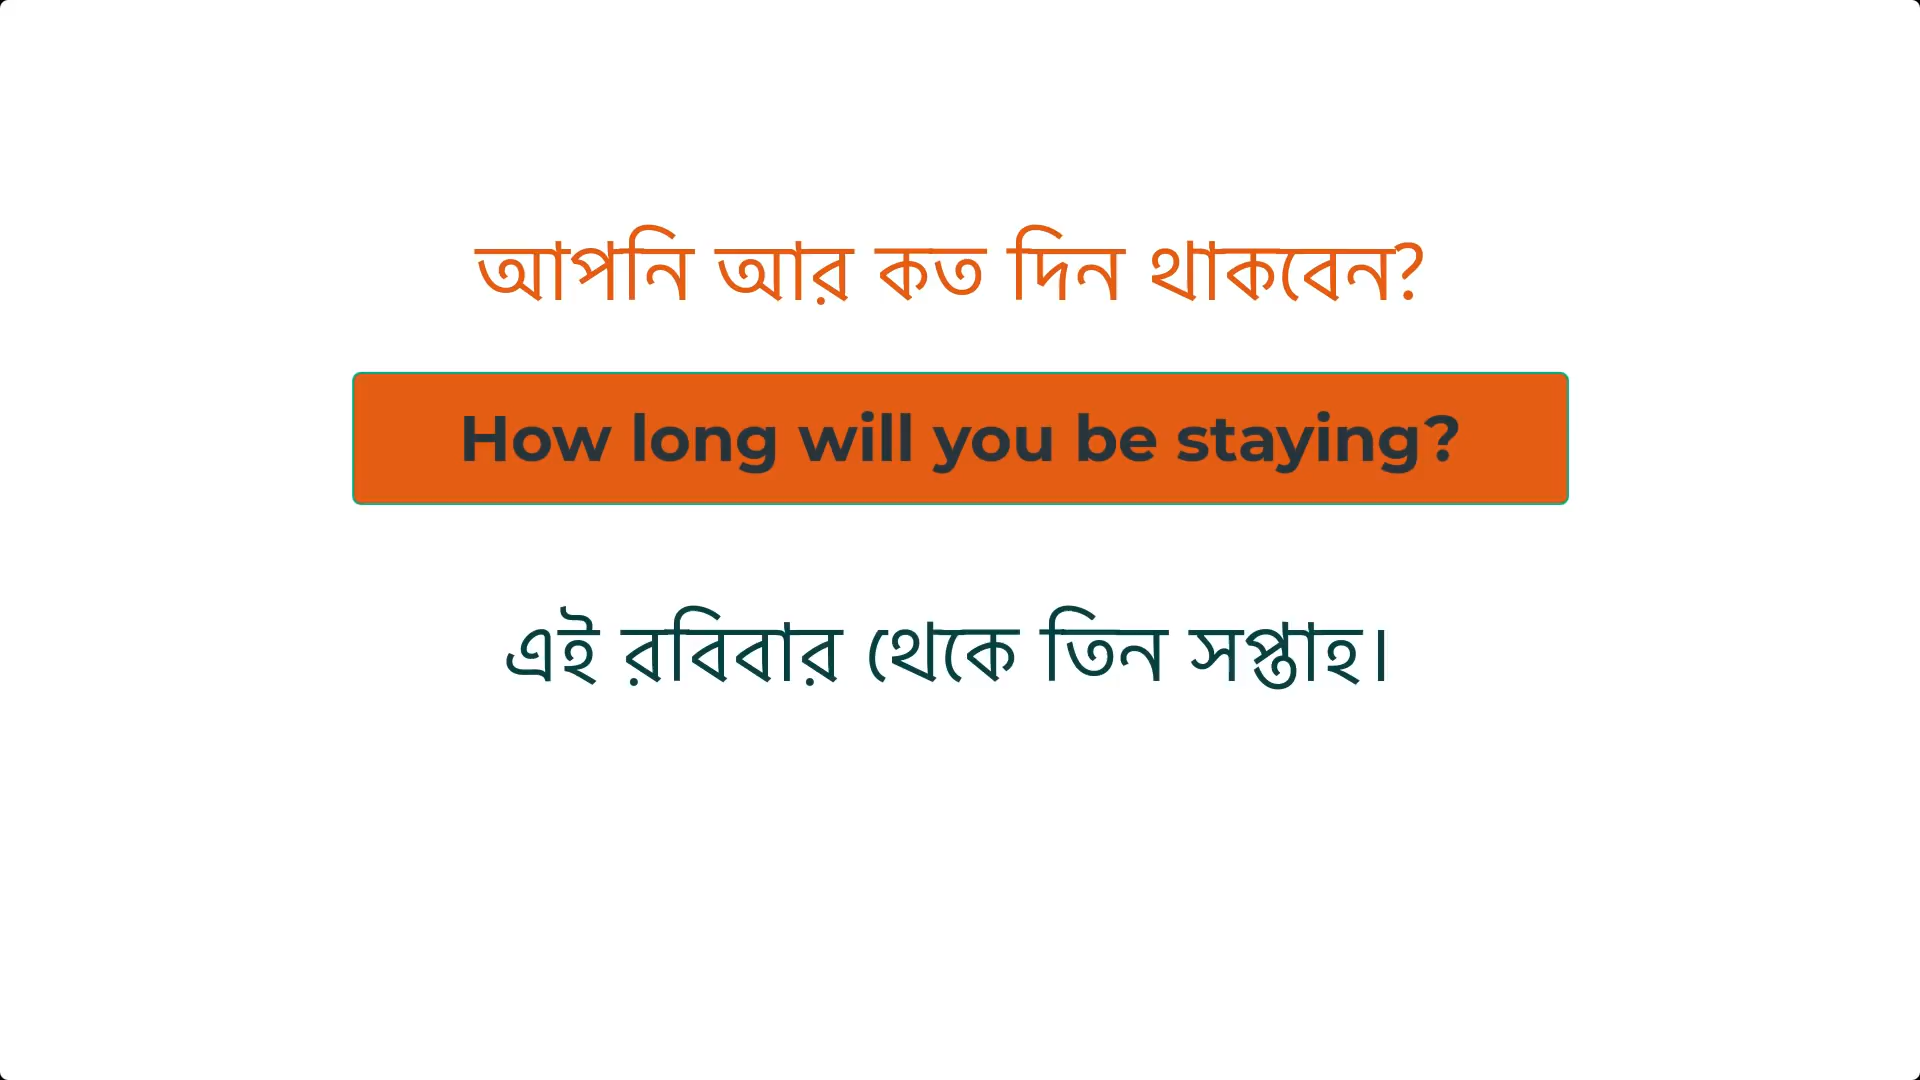 আপনি আর কত দিন থাকবেন?
How long will you be staying?
এই রবিবার থেকে তিন সপ্তাহ।